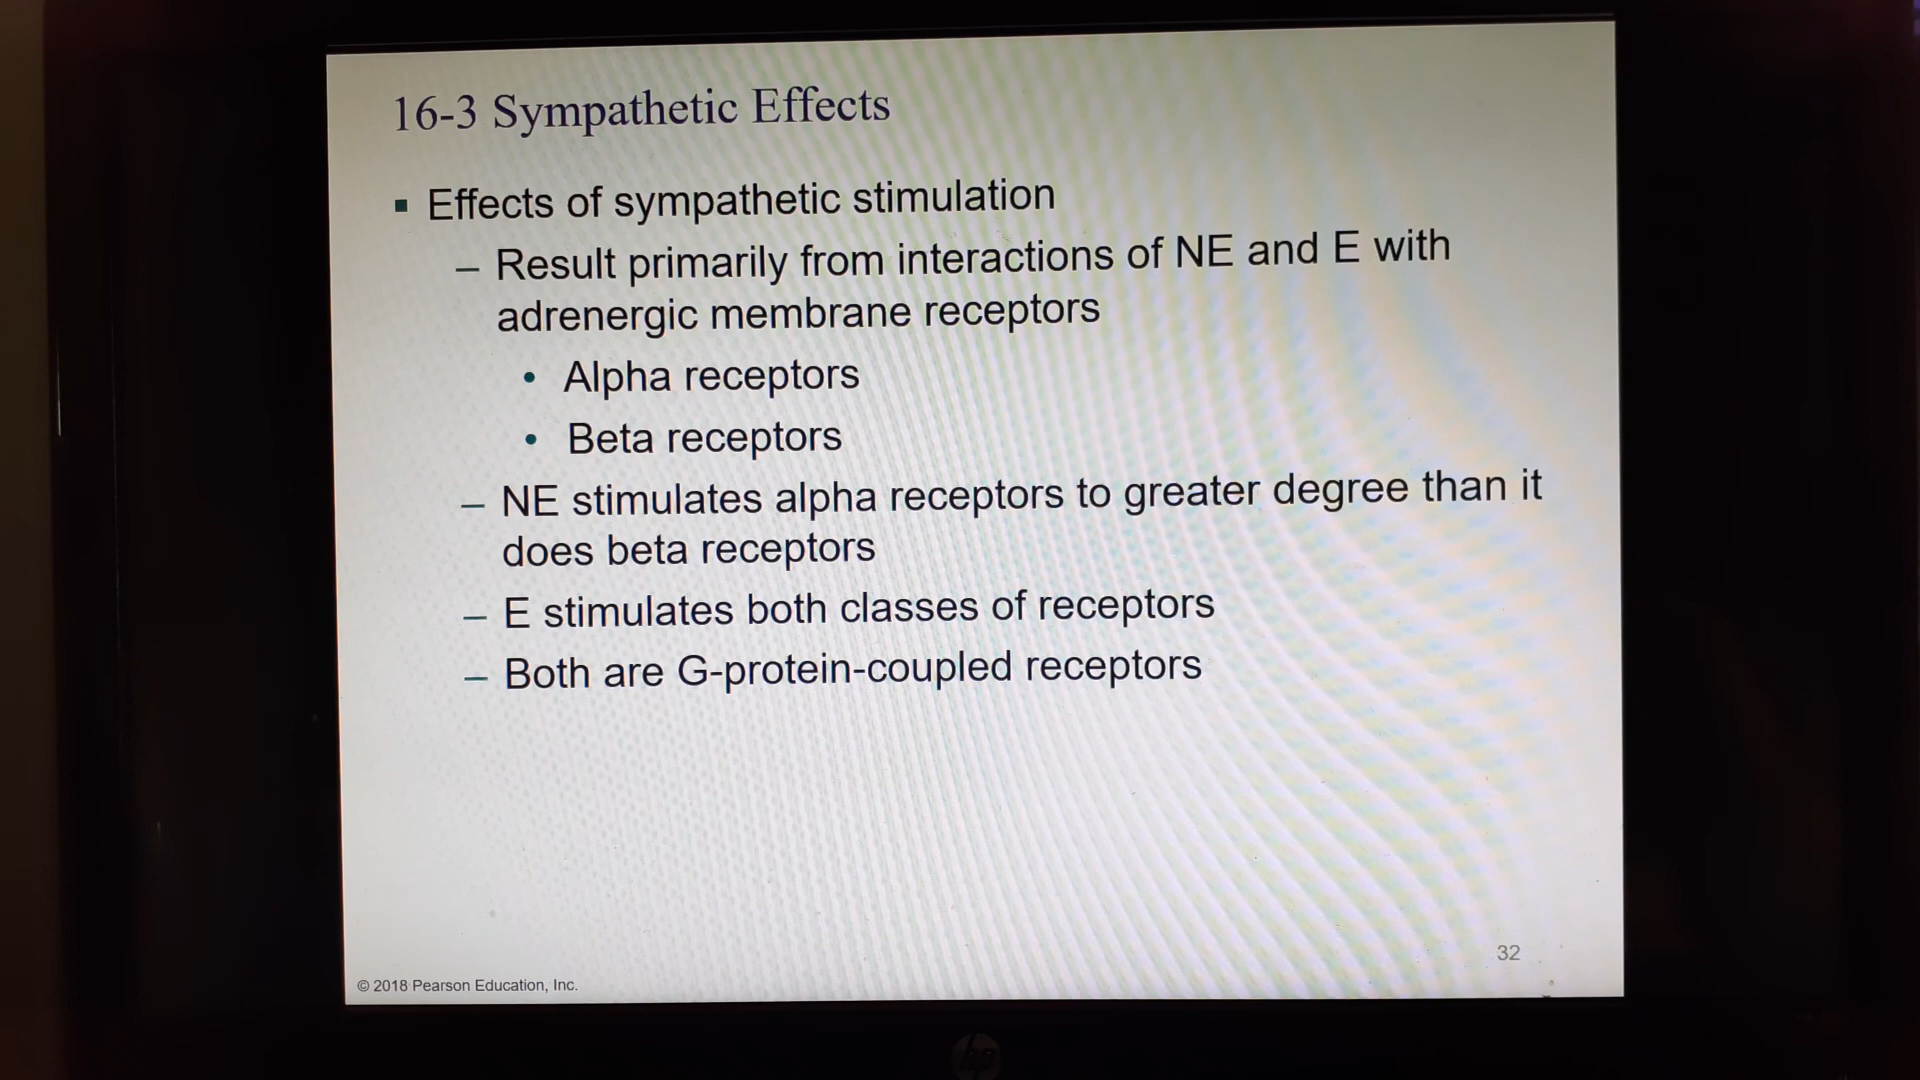 16-3 Sympathetic Effects
▪ Effects of sympathetic stimulation
– Result primarily from interactions of NE and E with
adrenergic membrane receptors
• Alpha receptors
• Beta receptors
– NE stimulates alpha receptors to greater degree than it
does beta receptors
– E stimulates both classes of receptors
– Both are G-protein-coupled receptors
32
© 2018 Pearson Education, Inc.
hp